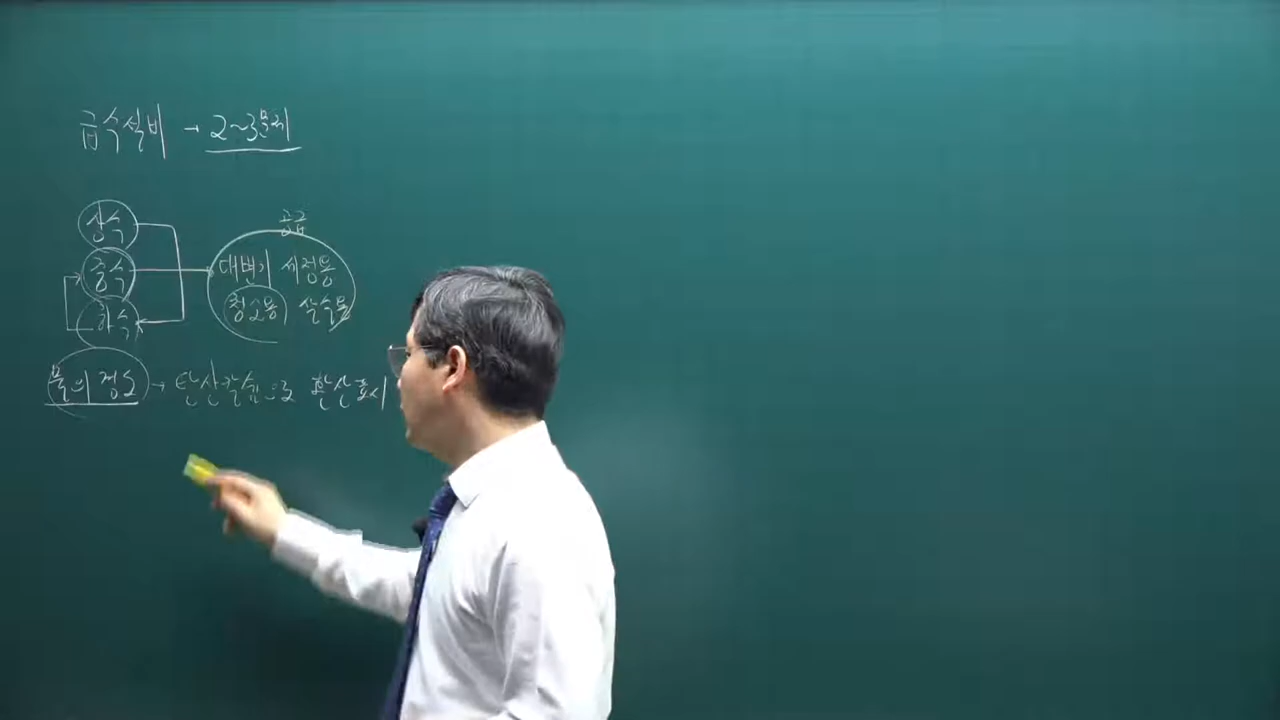 급수설비 → 2~3문제
상수
공급
중수
대변기 세정용
하수
청소용 살수용
물의 경도 → 탄산칼슘으로 환산표시